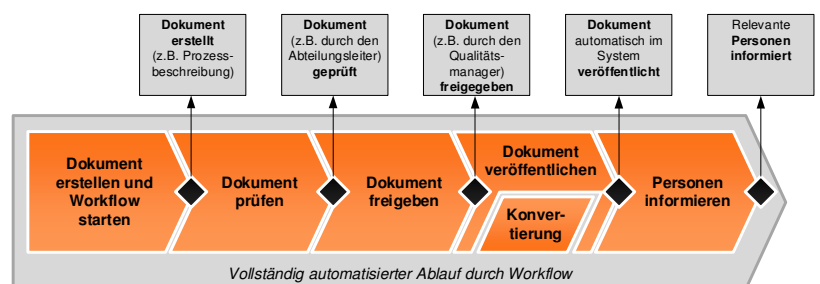 Dokument
erstellt
(z.B. Prozess-
beschreibung)
Dokument
(z.B. durch den
Abteilungsleiter)
geprüft
Dokument
(z.B. durch den
Qualitäts-
manager)
freigegeben
Dokument
automatisch im
System
veröffentlicht
Relevante
Personen
informiert
Dokument
erstellen und
Workflow
starten
Dokument
prüfen
Dokument
freigeben
Dokument
veröffentlichen
Konver-
tierung
Personen
informieren
Vollständig automatisierter Ablauf durch Workflow